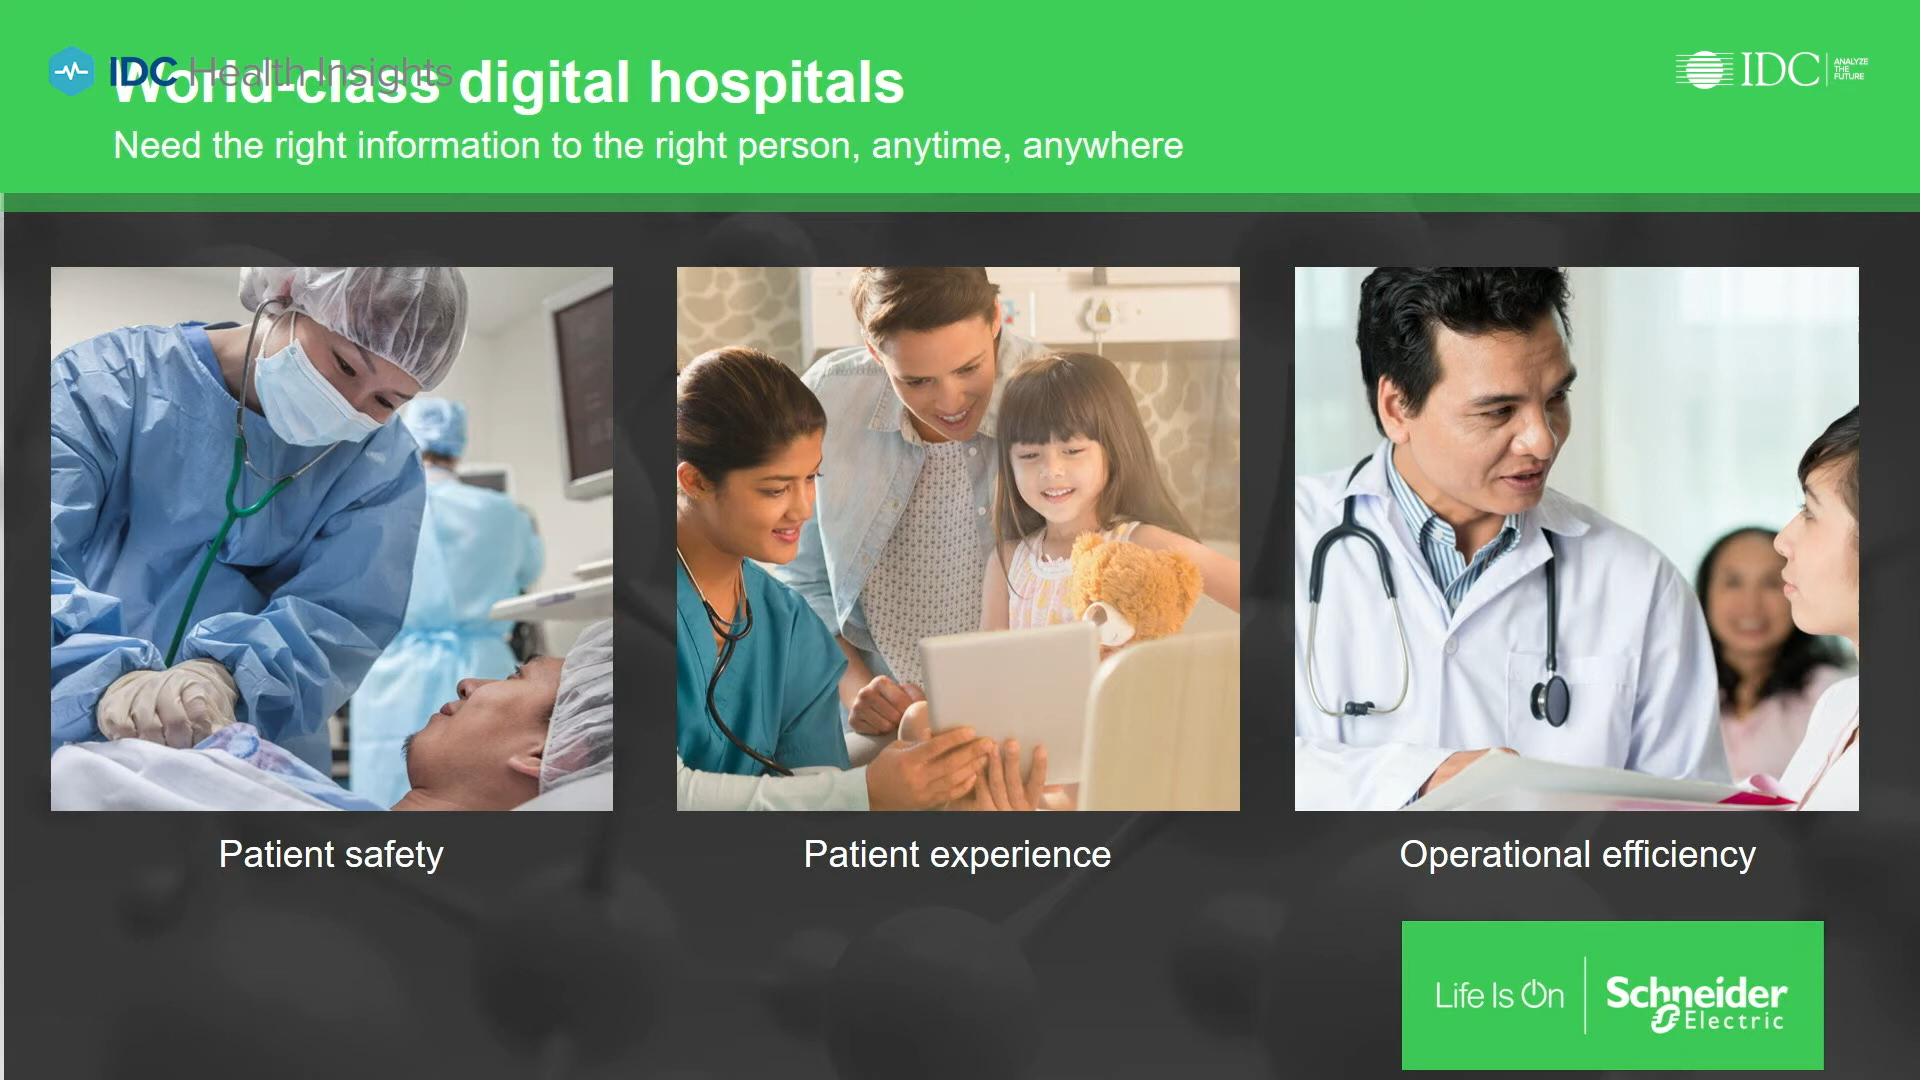 IDC Health Insights
World-class digital hospitals
Need the right information to the right person, anytime, anywhere
IDC
ANALYZE
THE
FUTURE
Patient safety
Patient experience
Operational efficiency
Life Is On
Schneider
Electric